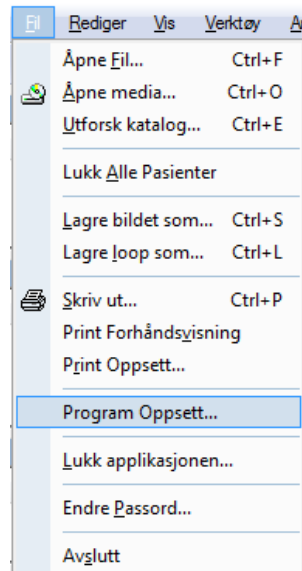 Fil Rediger Vis Verktøy
Åpne Fil... Ctrl+F
Åpne media... Ctrl+O
Utforsk katalog... Ctrl+E
Lukk Alle Pasienter
Lagre bildet som... Ctrl+S
Lagre loop som... Ctrl+L
Skriv ut... Ctrl+P
Print Forhåndsvisning
Print Oppsett...
Program Oppsett...
Lukk applikasjonen...
Endre Passord...
Avslutt